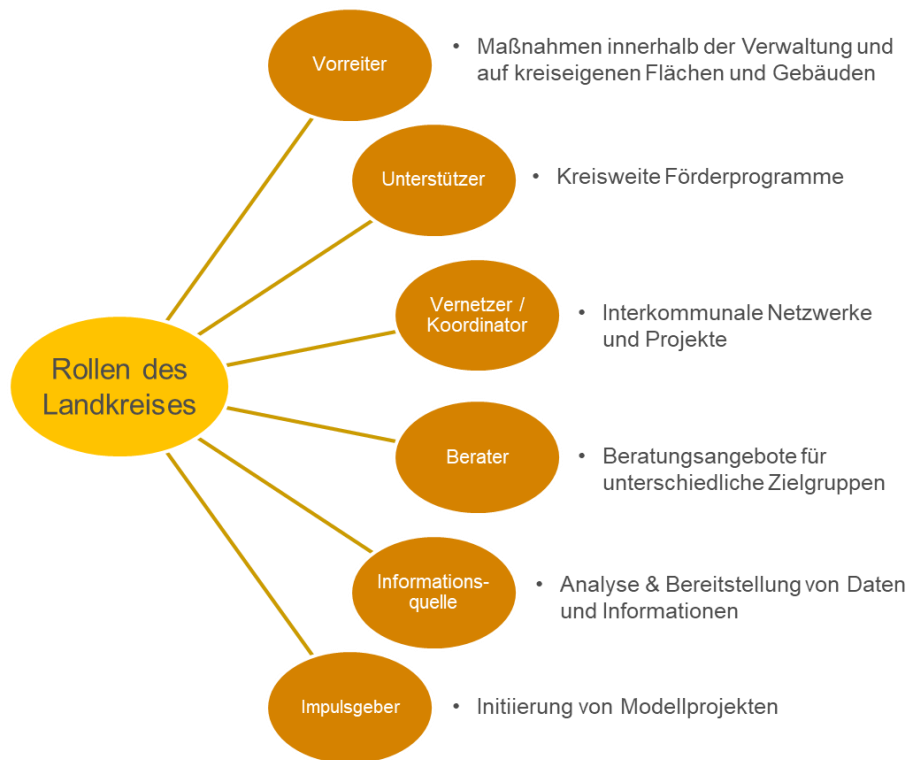 Vorreiter
• Maßnahmen innerhalb der Verwaltung und
auf kreiseigenen Flächen und Gebäuden
Unterstützer
• Kreisweite Förderprogramme
Vernetzer /
Koordinator
• Interkommunale Netzwerke
und Projekte
Rollen des
Landkreises
Berater
• Beratungsangebote für
unterschiedliche Zielgruppen
Informations-
quelle
• Analyse & Bereitstellung von Daten
und Informationen
Impulsgeber
• Initiierung von Modellprojekten